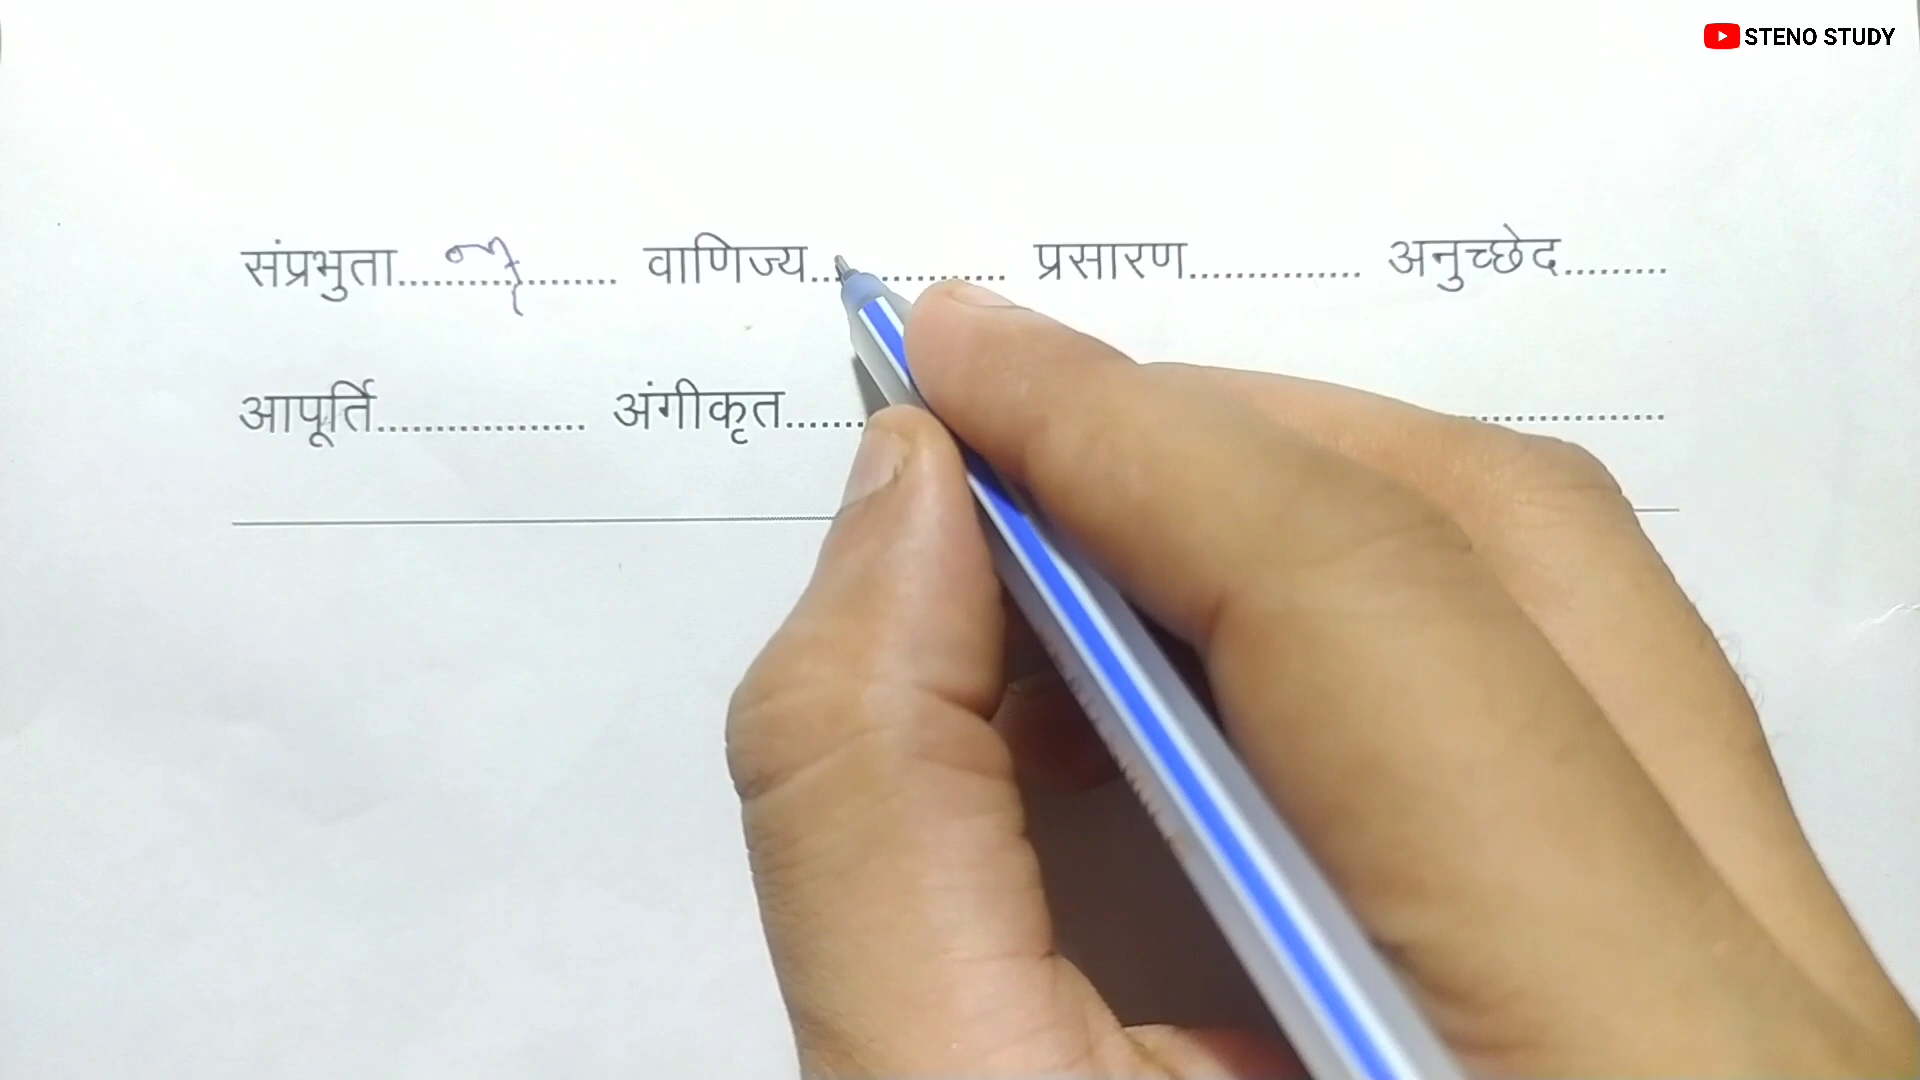 STENO STUDY
संप्रभुता.................... वाणिज्य................. प्रसारण............... अनुच्छेद.........
आपूर्ति.................. अंगीकृत.......